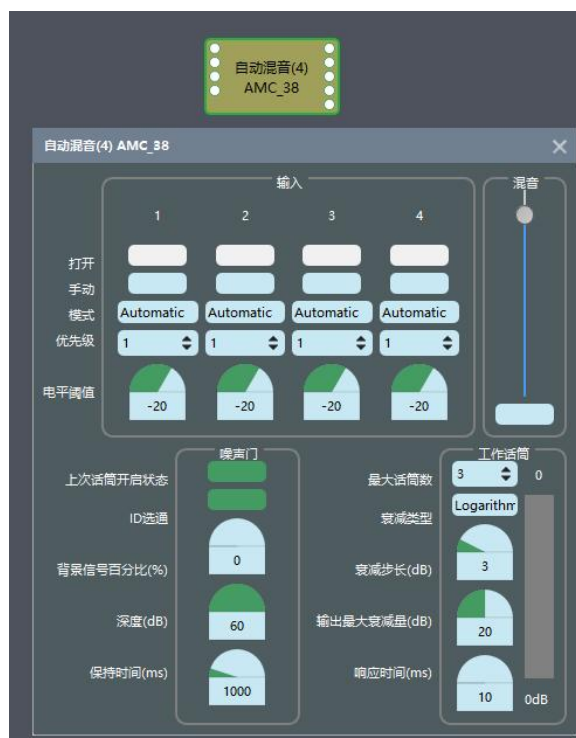 自动混音(4)
AMC_38
自动混音(4) AMC_38
输入
混音
1 2 3 4
打开
手动
模式 Automatic Automatic Automatic Automatic
优先级 1 1 1 1
电平阈值 -20 -20 -20 -20
噪声门
上次话筒开启状态
ID选通
背景信号百分比(%) 0
深度(dB) 60
保持时间(ms) 1000
工作话筒
最大话筒数 3 0
衰减类型 Logarithm
衰减步长(dB) 3
输出最大衰减量(dB) 20
响应时间(ms) 10 0dB